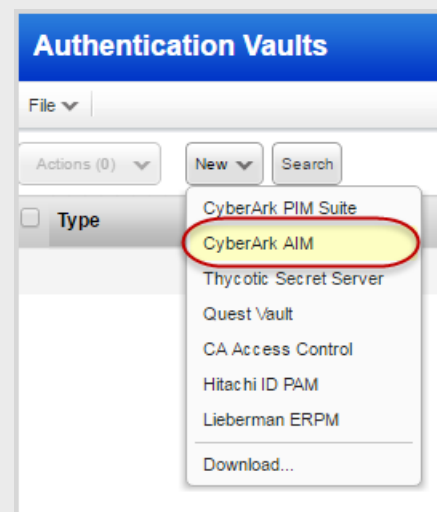 Authentication Vaults
File
Actions (0)
New
Search
Type
CyberArk PIM Suite
CyberArk AIM
Thycotic Secret Server
Quest Vault
CA Access Control
Hitachi ID PAM
Lieberman ERPM
Download...